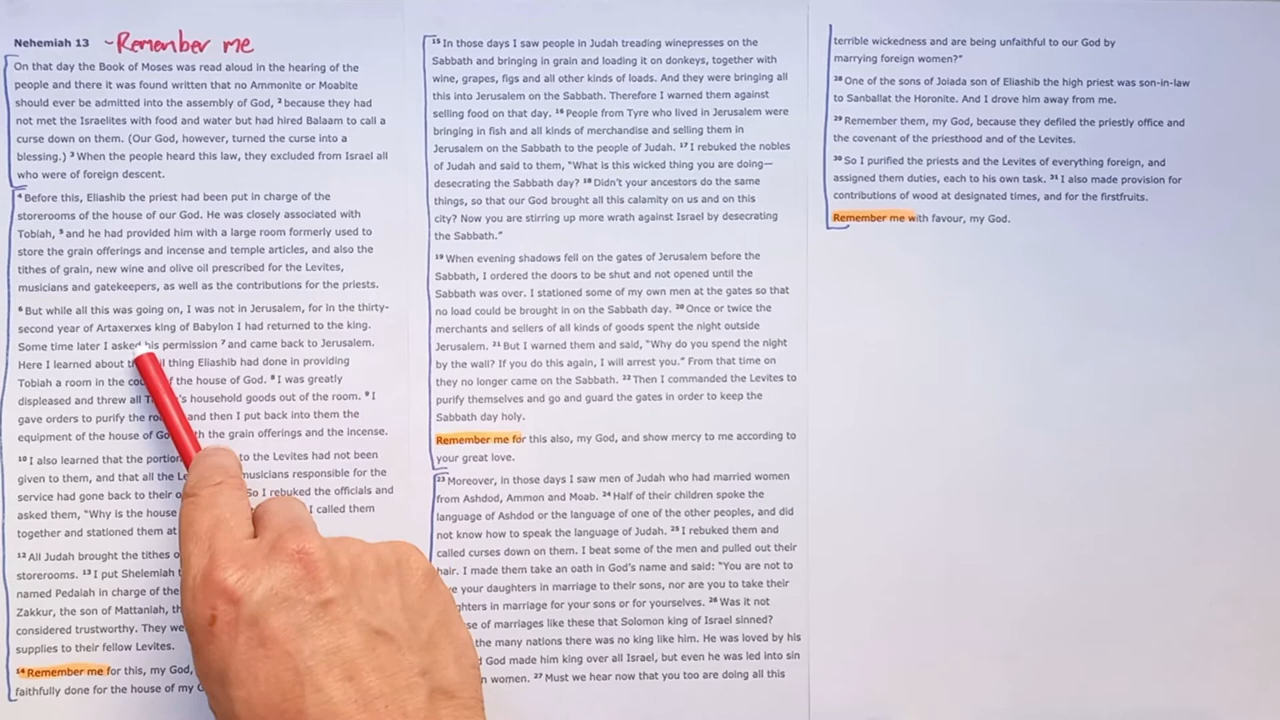 Nehemiah 13 -Remember me
On that day the Book of Moses was read aloud in the hearing of the
people and there it was found written that no Ammonite or Moabite
should ever be admitted into the assembly of God, ² because they had
not met the Israelites with food and water but had hired Balaam to call a
curse down on them. (Our God, however, turned the curse into a
blessing.) ³ When the people heard this law, they excluded from Israel all
who were of foreign descent.
⁴ Before this, Eliashib the priest had been put in charge of the
storerooms of the house of our God. He was closely associated with
Tobiah, ⁵ and he had provided him with a large room formerly used to
store the grain offerings and incense and temple articles, and also the
tithes of grain, new wine and olive oil prescribed for the Levites,
musicians and gatekeepers, as well as the contributions for the priests.
⁶ But while all this was going on, I was not in Jerusalem, for in the thirty-
second year of Artaxerxes king of Babylon I had returned to the king.
Some time later I asked his permission ⁷ and came back to Jerusalem.
Here I learned about thing Eliashib had done in providing
Tobiah a room in the of the house of God. ⁸ I was greatly
displeased and threw all household goods out of the room. ⁹ I
gave orders to purify the and then I put back into them the
equipment of the house of the grain offerings and the incense.
¹⁰ I also learned that the to the Levites had not been
given to them, and that all the musicians responsible for the
service had gone back to their So I rebuked the officials and
asked them, "Why is the house I called them
together and stationed them at
¹² All Judah brought the tithes
storerooms. ¹³ I put Shelemiah
named Pedaiah in charge of the
Zakkur, the son of Mattaniah,
considered trustworthy. They
supplies to their fellow Levites.
¹⁴ Remember me for this, my God,
faithfully done for the house of my
¹⁵ In those days I saw people in Judah treading winepresses on the
Sabbath and bringing in grain and loading it on donkeys, together with
wine, grapes, figs and all other kinds of loads. And they were bringing all
this into Jerusalem on the Sabbath. Therefore I warned them against
selling food on that day. ¹⁶ People from Tyre who lived in Jerusalem were
bringing in fish and all kinds of merchandise and selling them in
Jerusalem on the Sabbath to the people of Judah. ¹⁷ I rebuked the nobles
of Judah and said to them, "What is this wicked thing you are doing—
desecrating the Sabbath day? ¹⁸ Didn't your ancestors do the same
things, so that our God brought all this calamity on us and on this
city? Now you are stirring up more wrath against Israel by desecrating
the Sabbath."
¹⁹ When evening shadows fell on the gates of Jerusalem before the
Sabbath, I ordered the doors to be shut and not opened until the
Sabbath was over. I stationed some of my own men at the gates so that
no load could be brought in on the Sabbath day. ²⁰ Once or twice the
merchants and sellers of all kinds of goods spent the night outside
Jerusalem. ²¹ But I warned them and said, "Why do you spend the night
by the wall? If you do this again, I will arrest you." From that time on
they no longer came on the Sabbath. ²² Then I commanded the Levites to
purify themselves and go and guard the gates in order to keep the
Sabbath day holy.
Remember me for this also, my God, and show mercy to me according to
your great love.
²³ Moreover, in those days I saw men of Judah who had married women
from Ashdod, Ammon and Moab. ²⁴ Half of their children spoke the
language of Ashdod or the language of one of the other peoples, and did
not know how to speak the language of Judah. ²⁵ I rebuked them and
called curses down on them. I beat some of the men and pulled out their
hair. I made them take an oath in God's name and said: "You are not to
your daughters in marriage to their sons, nor are you to take their
in marriage for your sons or for yourselves. ²⁶ Was it not
of marriages like these that Solomon king of Israel sinned?
the many nations there was no king like him. He was loved by his
God made him king over all Israel, but even he was led into sin
women. ²⁷ Must we hear now that you too are doing all this
terrible wickedness and are being unfaithful to our God by
marrying foreign women?"
²⁸ One of the sons of Joiada son of Eliashib the high priest was son-in-law
to Sanballat the Horonite. And I drove him away from me.
²⁹ Remember them, my God, because they defiled the priestly office and
the covenant of the priesthood and of the Levites.
³⁰ So I purified the priests and the Levites of everything foreign, and
assigned them duties, each to his own task. ³¹ I also made provision for
contributions of wood at designated times, and for the firstfruits.
Remember me with favour, my God.